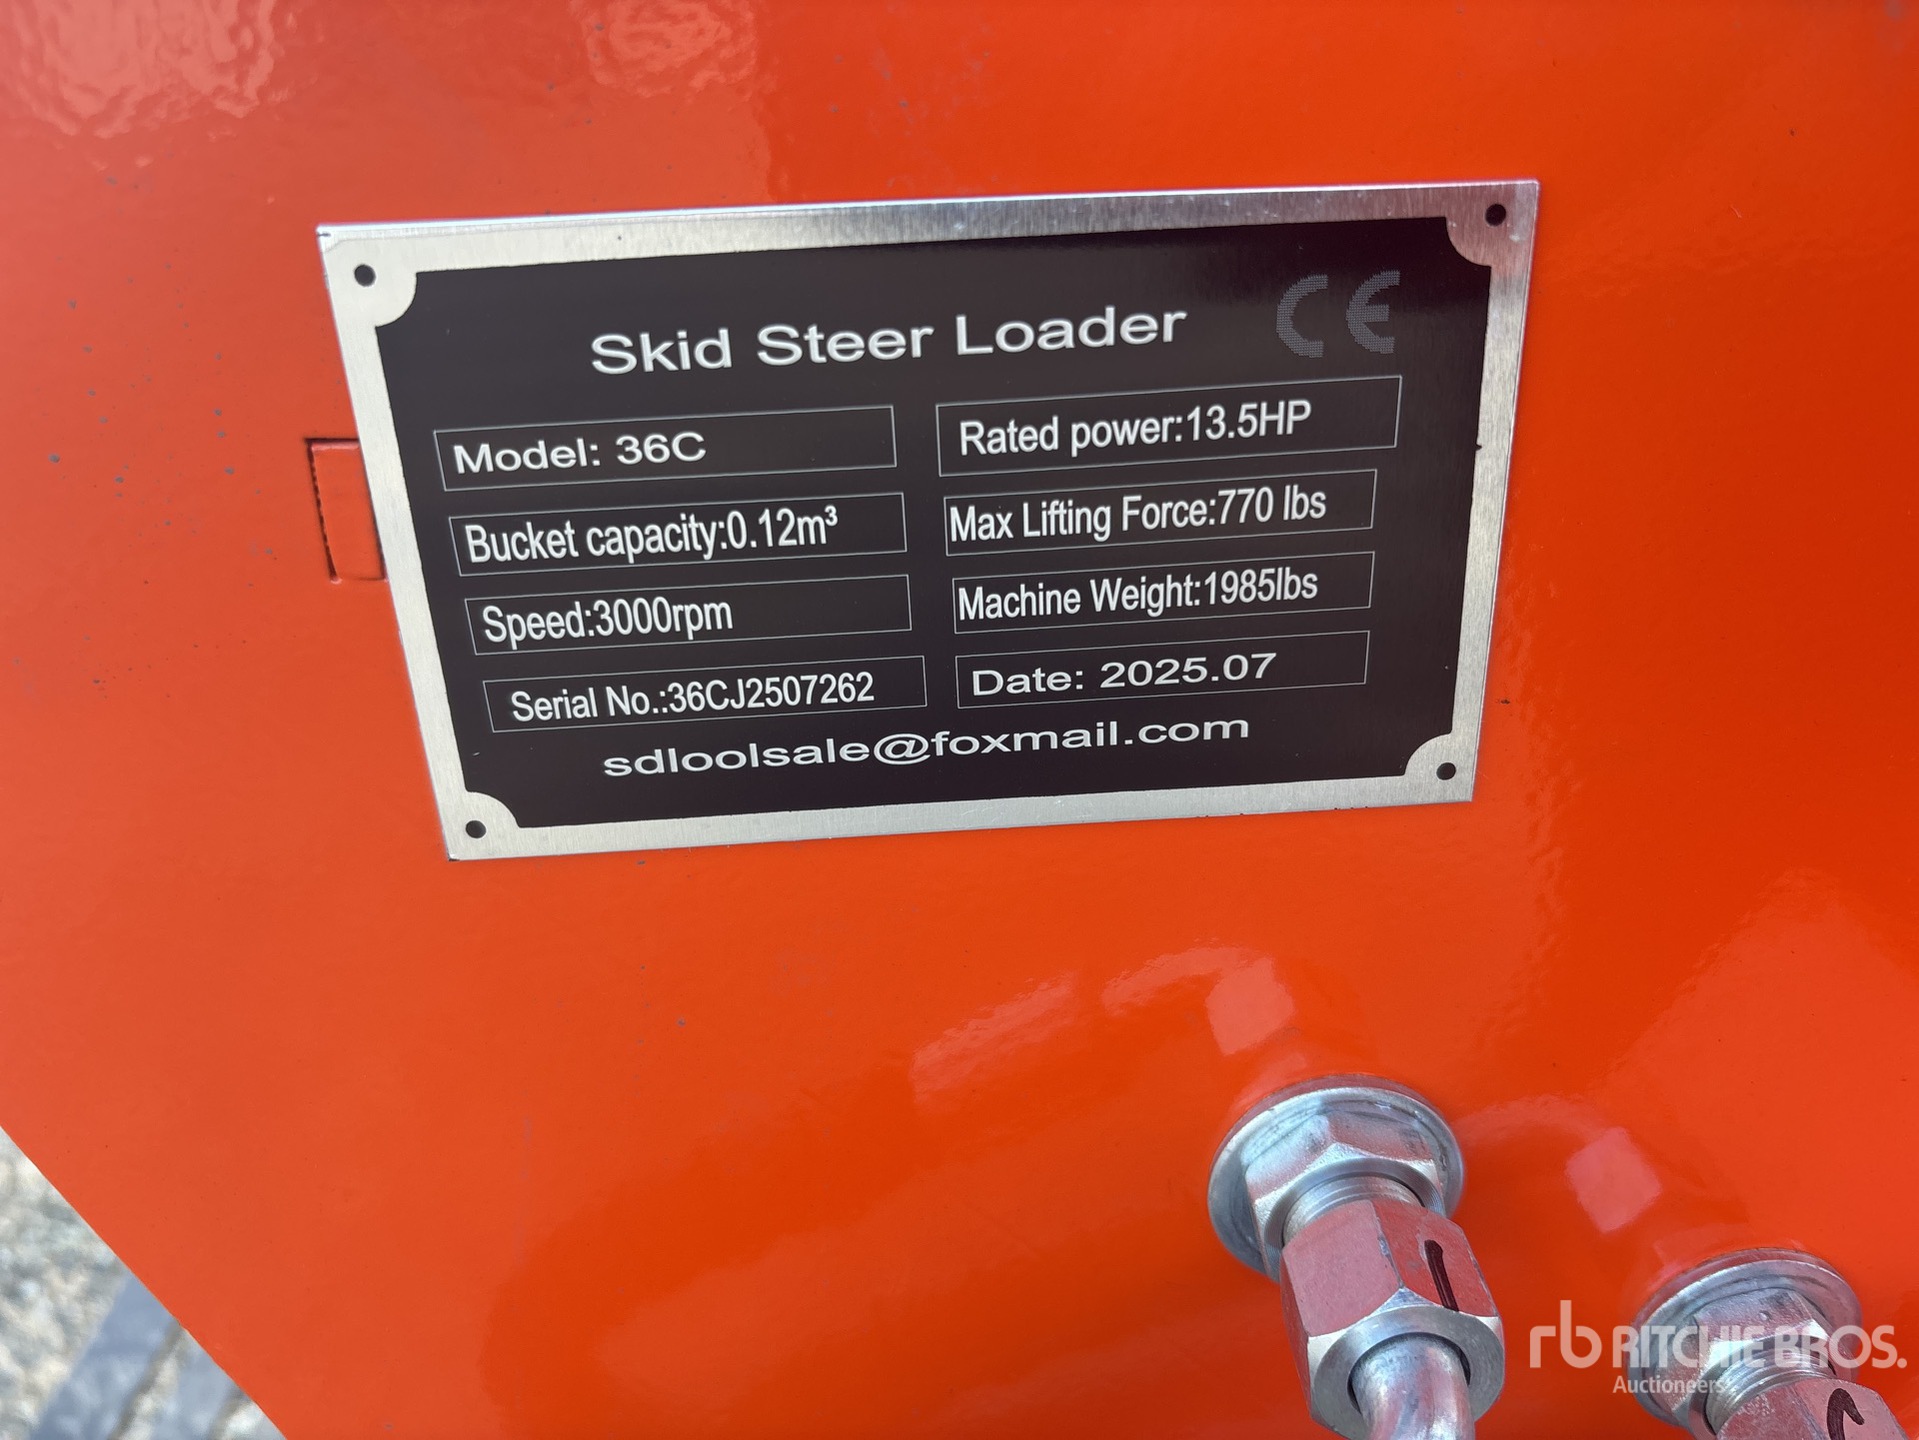 Skid Steer Loader CE
Model: 36C
Rated power:13.5HP
Bucket capacity:0.12m³
Max Lifting Force:770 lbs
Speed:3000rpm
Machine Weight:1985lbs
Serial No.:36CJ2507262
Date: 2025.07
sdloolsale@foxmail.com
rb RITCHIE BROS.
Auctioneers